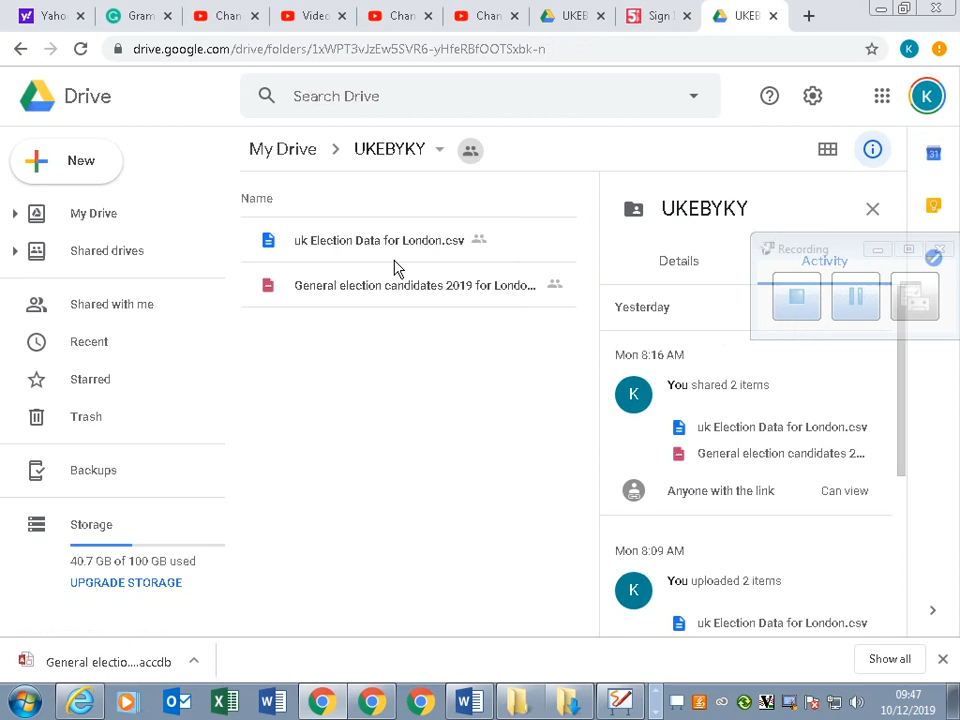 Yahoo
Gram
Chan
Video
Chan
Chan
UKEB
Sign I
UKEB
drive.google.com/drive/folders/1xWPT3vJzEw5SVR6-yHfeRBfOOTSxbk-n
K
Drive
Search Drive
K
New
My Drive
UKEBYKY
31
Name
UKEBYKY
My Drive
uk Election Data for London.csv
Recording
Shared drives
Details
Activity
General election candidates 2019 for Londo...
Shared with me
Yesterday
Recent
Mon 8:16 AM
Starred
K
You shared 2 items
Trash
uk Election Data for London.csv
General election candidates 2...
Backups
Anyone with the link
Can view
Storage
Mon 8:09 AM
40.7 GB of 100 GB used
UPGRADE STORAGE
K
You uploaded 2 items
uk Election Data for London.csv
General electio....accdb
Show all
09:47
10/12/2019